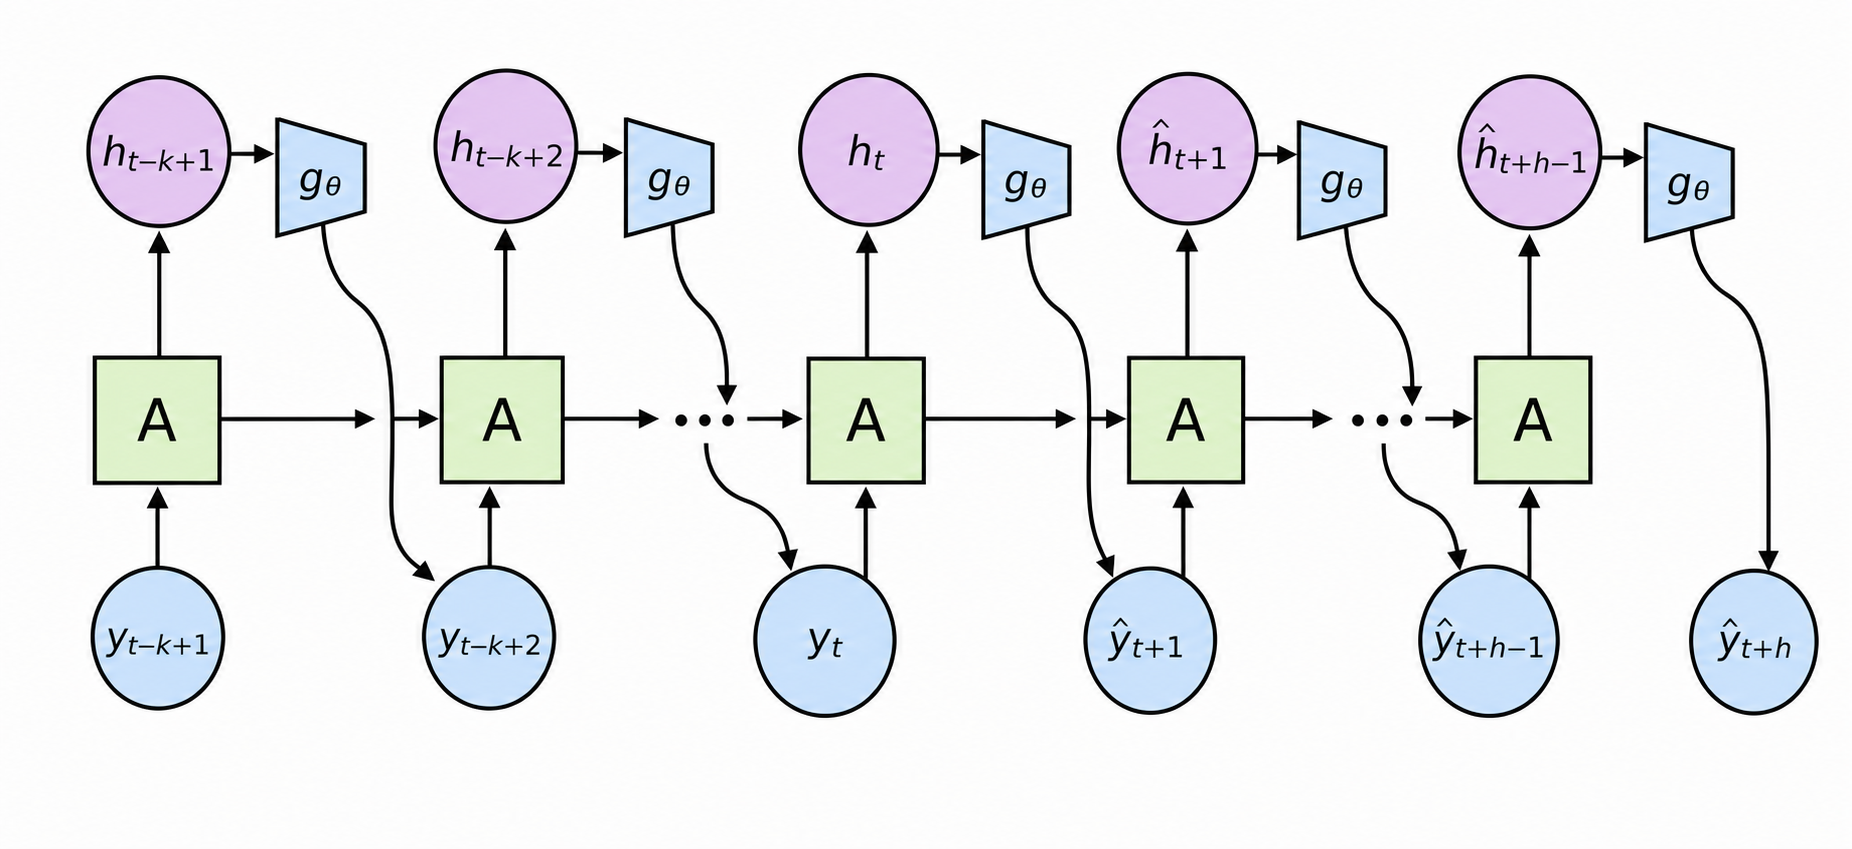 h_{t−k+1} g_θ h_{t−k+2} g_θ h_t g_θ ĥ_{t+1} g_θ ĥ_{t+h−1} g_θ
A A ... A A ... A
y_{t−k+1} y_{t−k+2} y_t ŷ_{t+1} ŷ_{t+h−1} ŷ_{t+h}